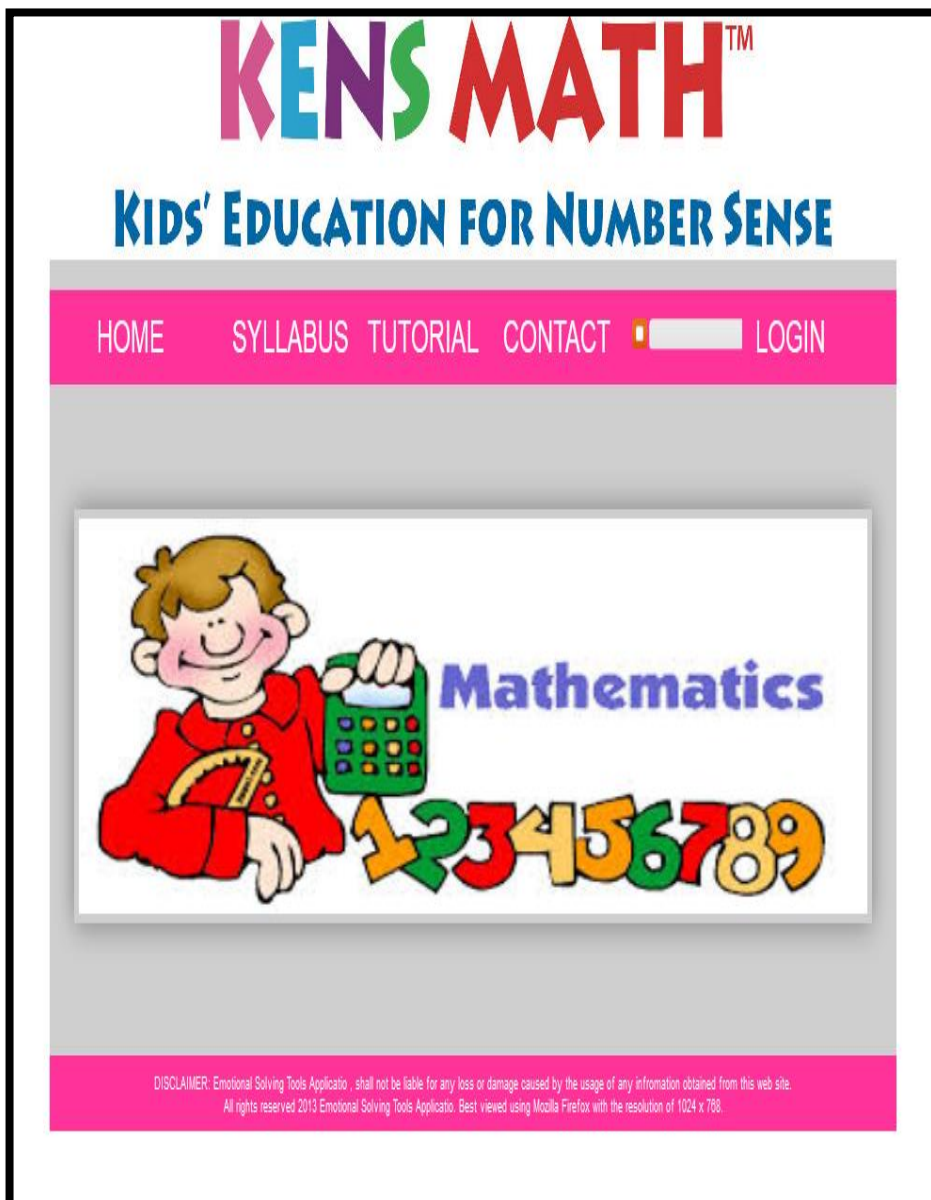 KENS MATH™
KIDS' EDUCATION FOR NUMBER SENSE
HOME SYLLABUS TUTORIAL CONTACT LOGIN
Mathematics
123456789
DISCLAIMER: Emotional Solving Tools Applicatio , shall not be liable for any loss or damage caused by the usage of any infromation obtained from this web site.
All rights reserved 2013 Emotional Solving Tools Applicatio. Best viewed using Mozilla Firefox with the resolution of 1024 x 768.